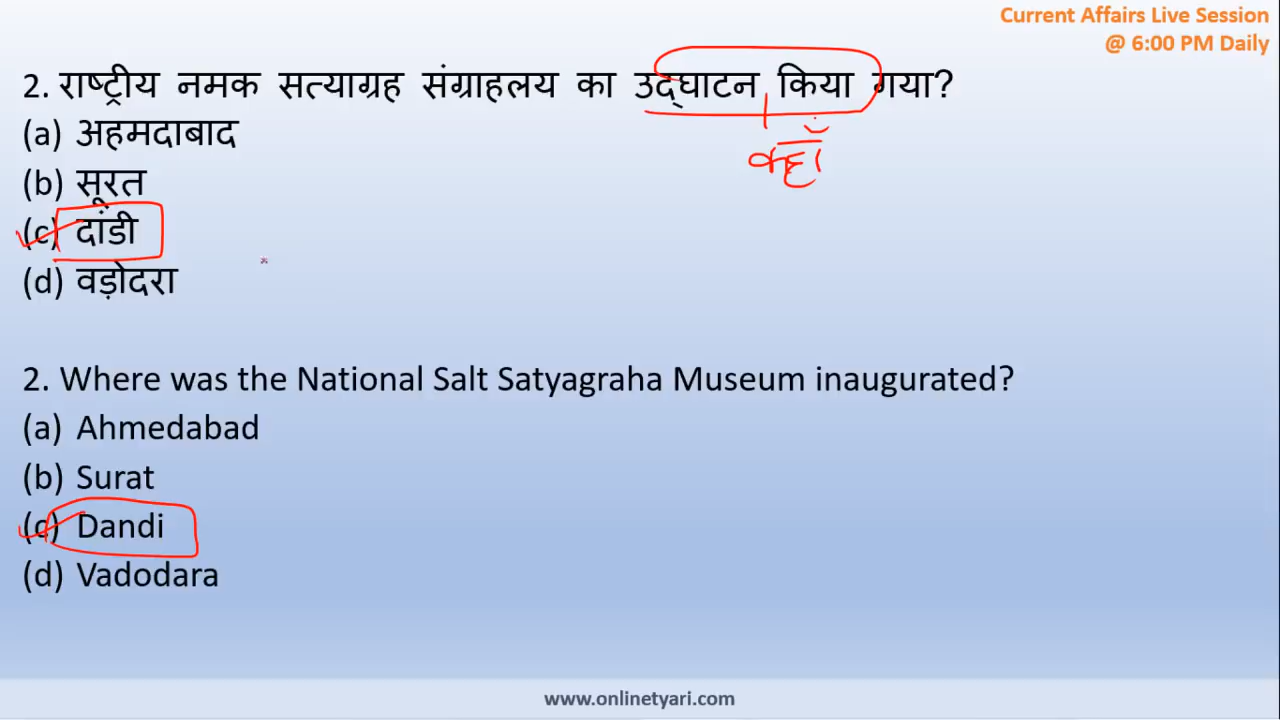 Current Affairs Live Session
@ 6:00 PM Daily
2. राष्ट्रीय नमक सत्याग्रह संग्राहलय का उद्घाटन किया गया?
कहाँ
(a) अहमदाबाद
(b) सूरत
(c) दांडी
(d) वड़ोदरा
2. Where was the National Salt Satyagraha Museum inaugurated?
(a) Ahmedabad
(b) Surat
(c) Dandi
(d) Vadodara
www.onlinetyari.com